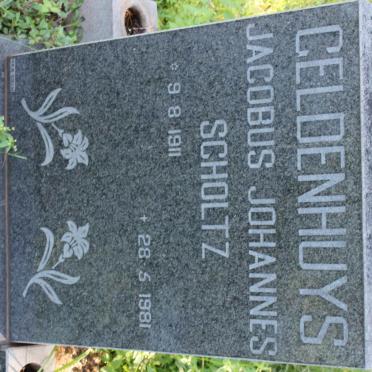 GELDENHUYS
JACOBUS JOHANNES
SCHOLTZ
☆ 9 8 1911
+ 28 5 1981